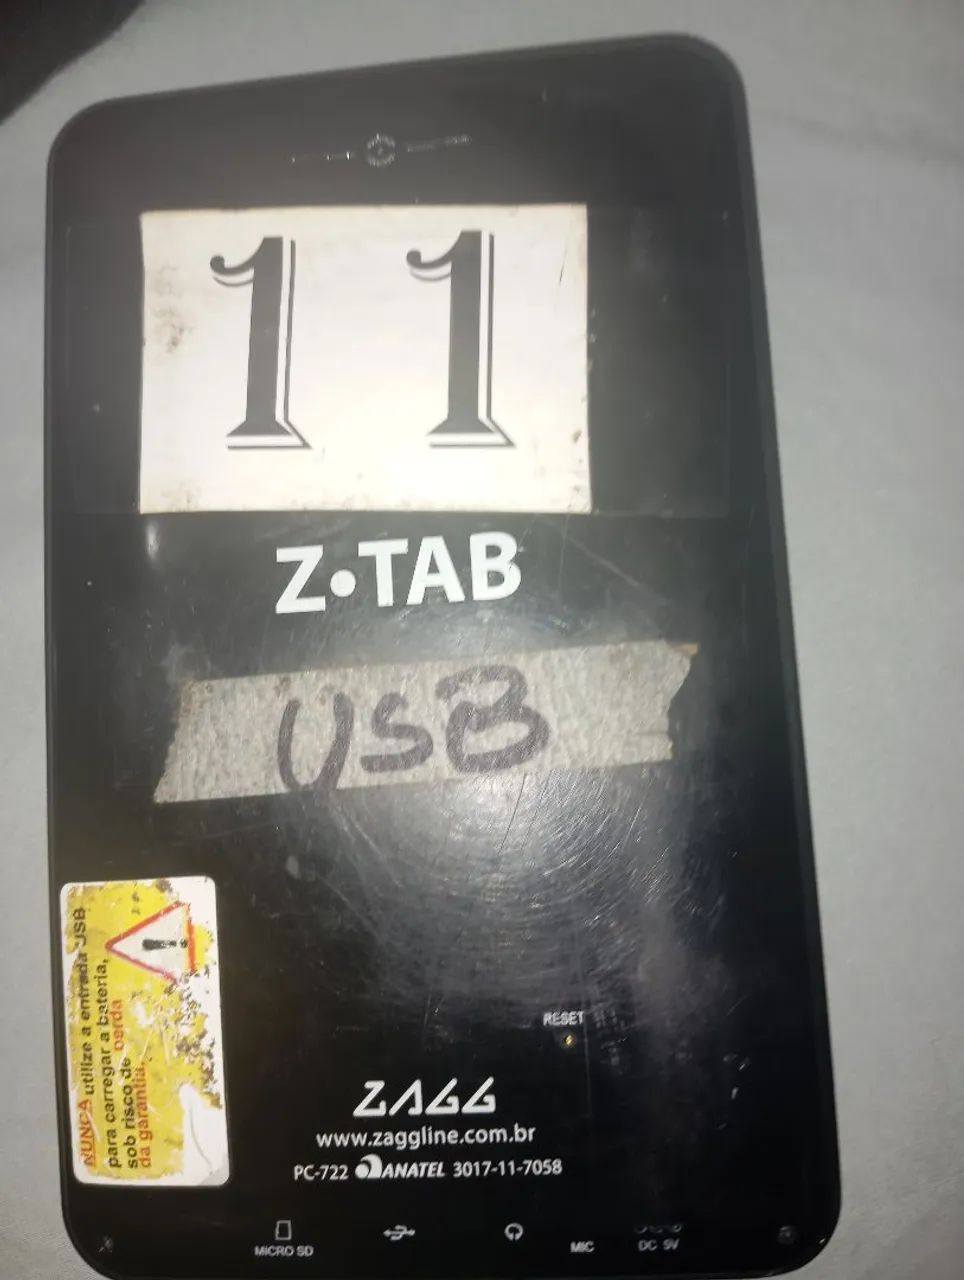 11
Z•TAB
USB
NUNCA utilize a entrada USB
para carregar a bateria,
sob risco de perda
da garantia.
RESET
ZAGG
www.zaggline.com.br
PC-722 ANATEL 3017-11-7058
MICRO SD
MIC
DC 5V